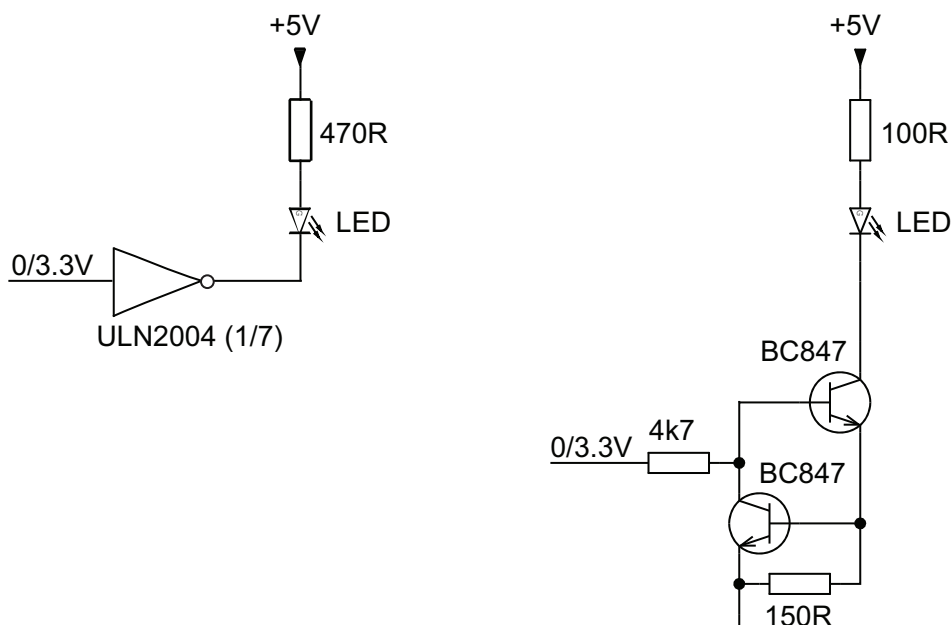 +5V
470R
LED
0/3.3V
ULN2004 (1/7)
+5V
100R
G
LED
BC847
0/3.3V
4k7
BC847
150R
G